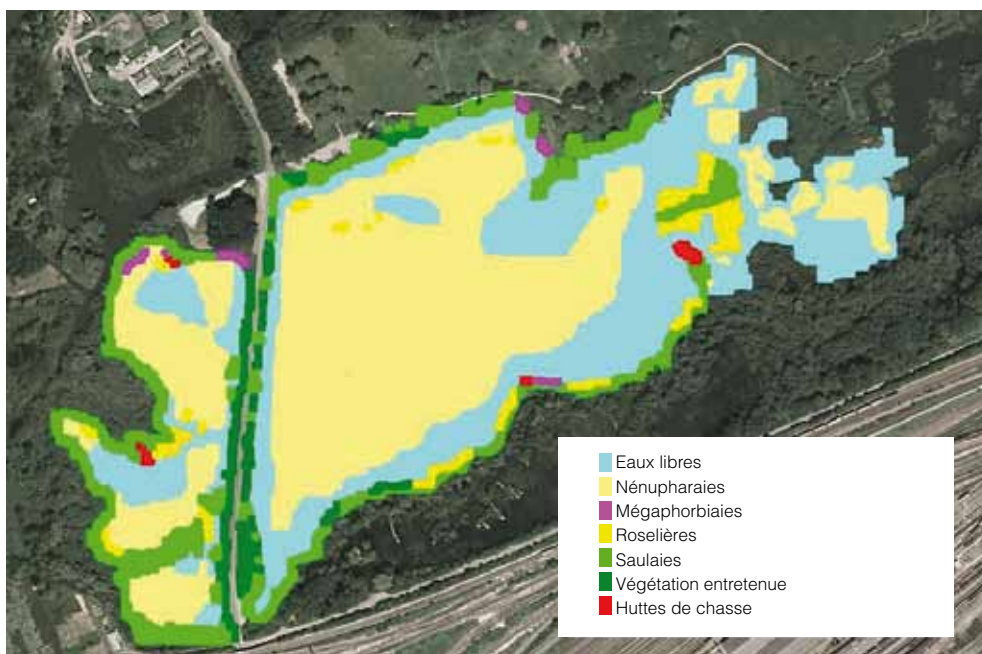 Eaux libres
Nénupharaies
Mégaphorbiaies
Roselières
Saulaies
Végétation entretenue
Huttes de chasse